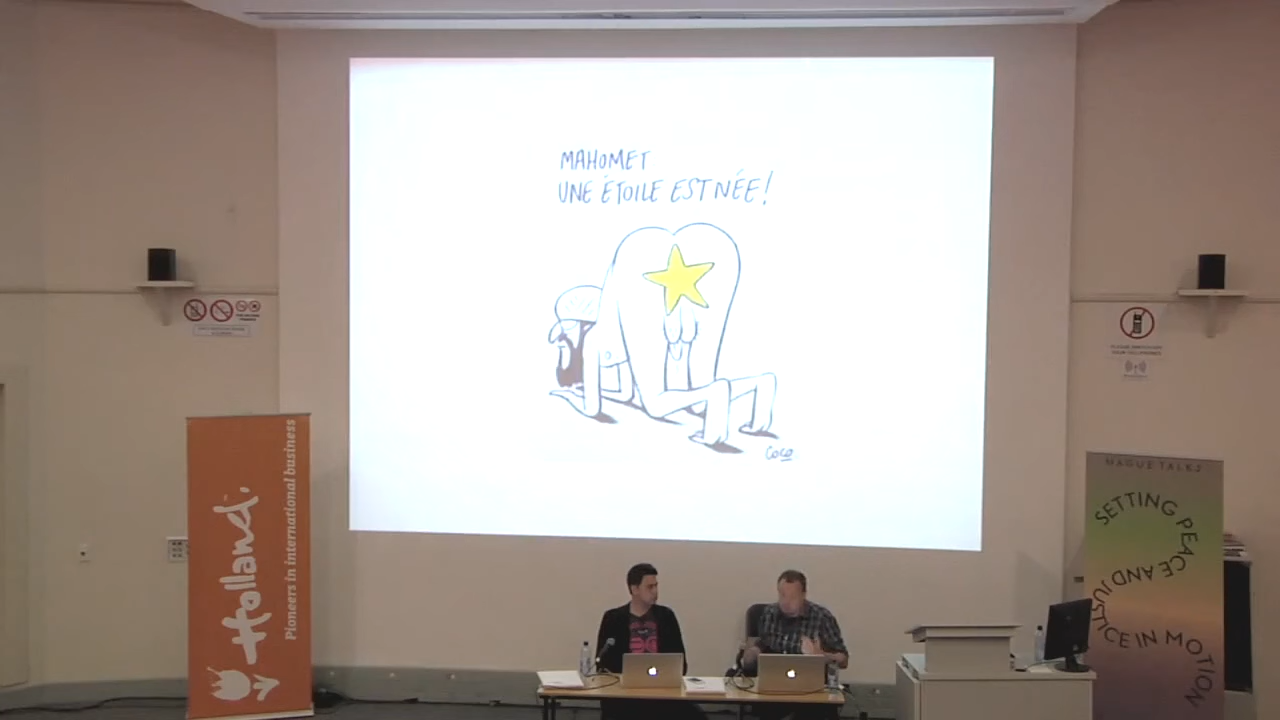 MAHOMET
UNE ÉTOILE EST NÉE!
Coco
Holland.
Pioneers in international business
HAGUE TALKS
SETTING PEACE AND JUSTICE IN MOTION